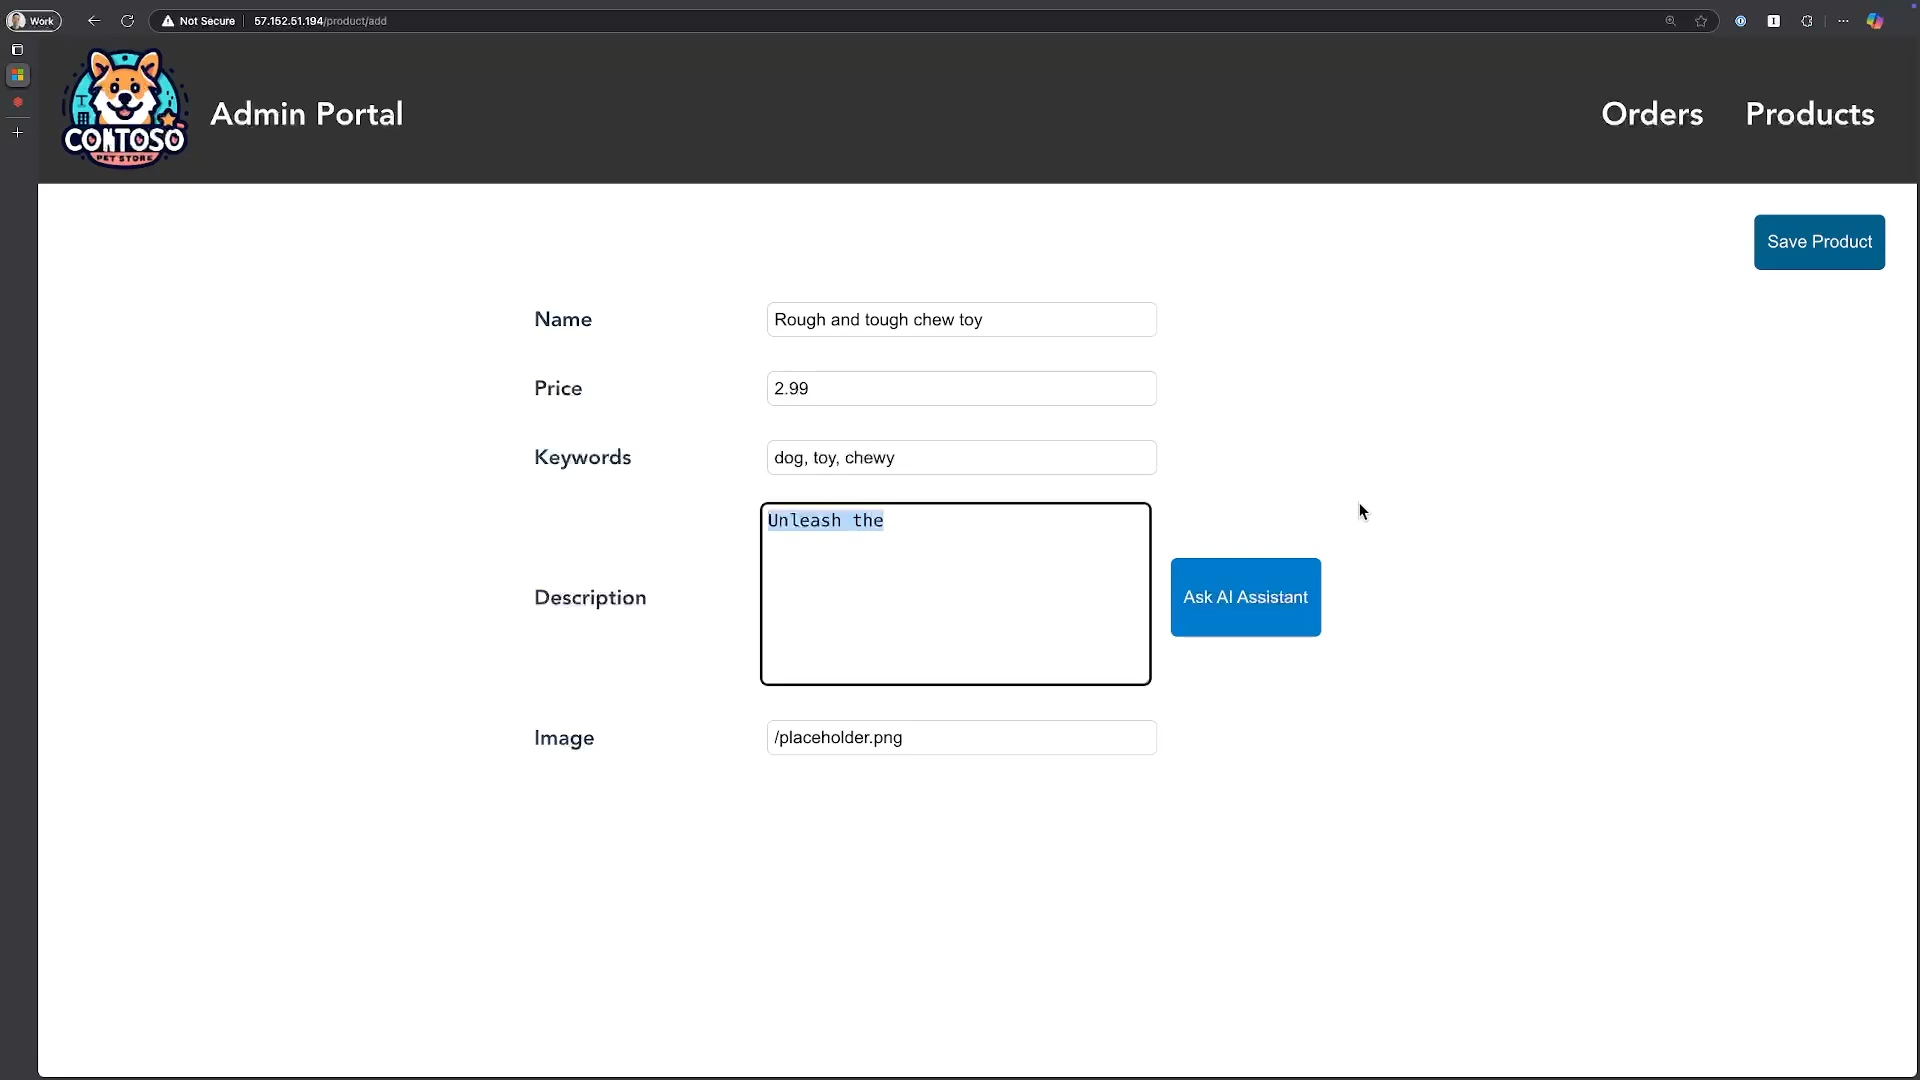 Work
Not Secure
57.152.51.194/product/add
CONTOSO
PET STORE
Admin Portal
Orders
Products
Save Product
Name
Rough and tough chew toy
Price
2.99
Keywords
dog, toy, chewy
Description
Unleash the
Ask AI Assistant
Image
/placeholder.png